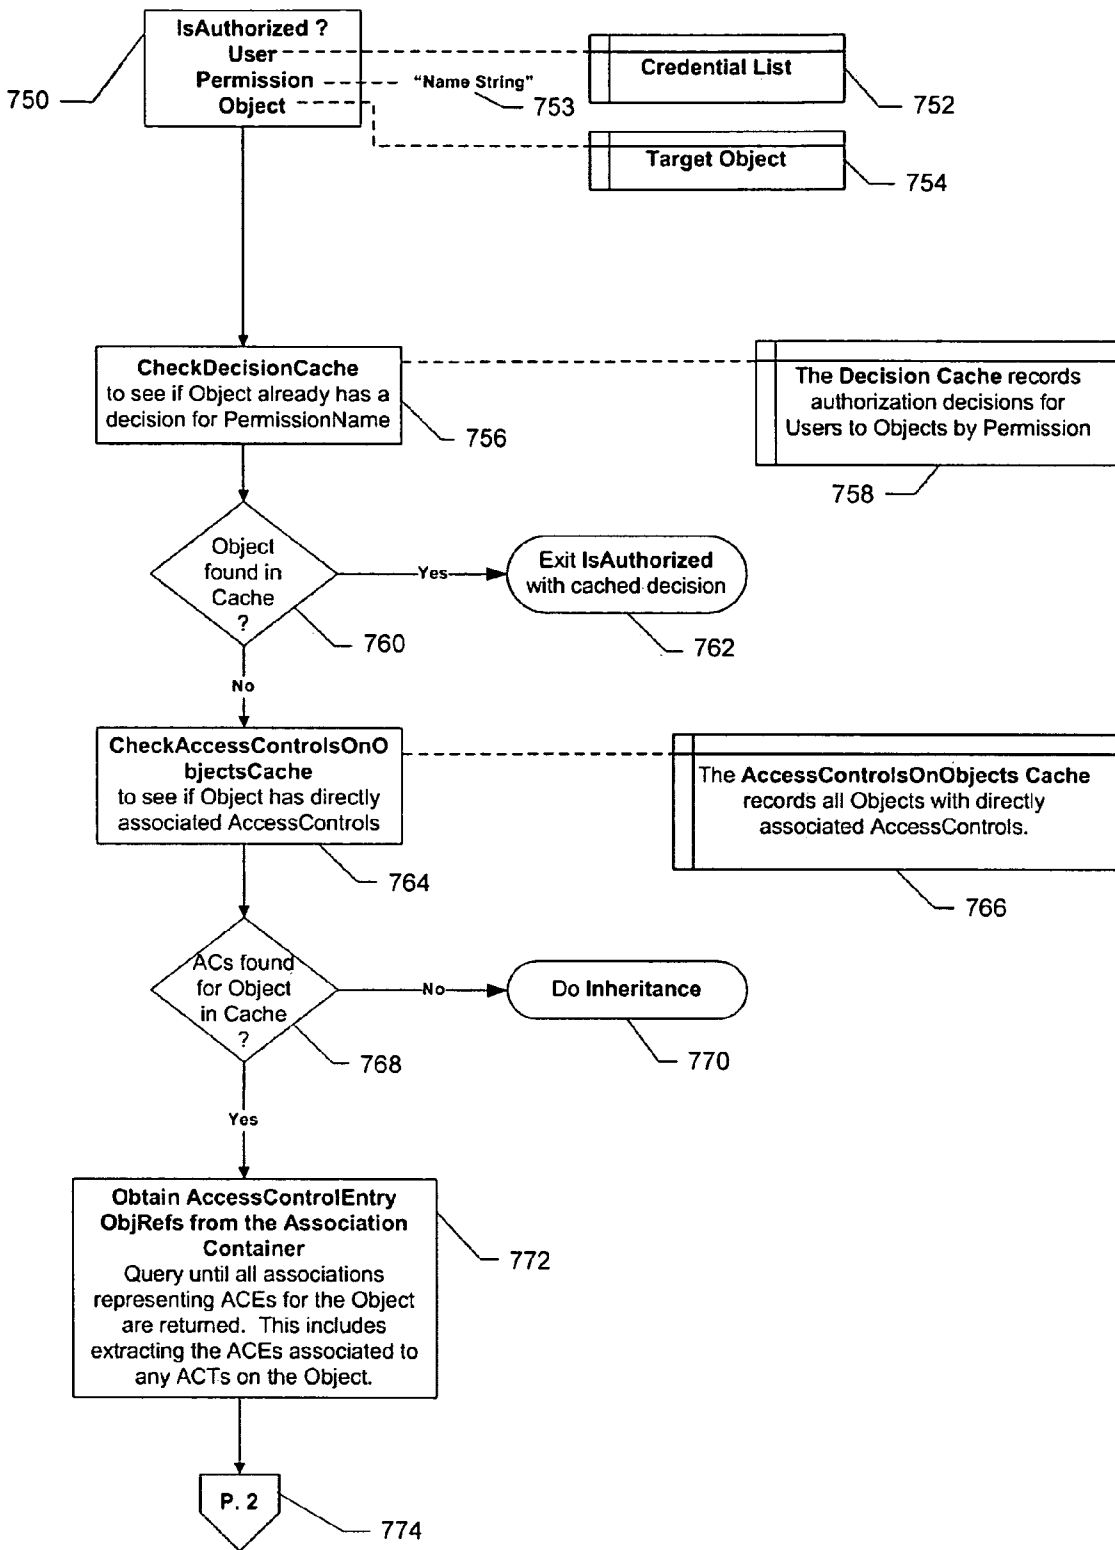 IsAuthorized ?
User
Permission
Object
750
"Name String"
753
Credential List
752
Target Object
754
CheckDecisionCache
to see if Object already has a
decision for PermissionName
756
The Decision Cache records
authorization decisions for
Users to Objects by Permission
758
Object
found in
Cache
?
760
Yes
Exit IsAuthorized
with cached decision
762
No
CheckAccessControlsOnO
bjectsCache
to see if Object has directly
associated AccessControls
764
The AccessControlsOnObjects Cache
records all Objects with directly
associated AccessControls.
766
ACs found
for Object
in Cache
?
768
No
Do Inheritance
770
Yes
Obtain AccessControlEntry
ObjRefs from the Association
Container
Query until all associations
representing ACEs for the Object
are returned. This includes
extracting the ACEs associated to
any ACTs on the Object.
772
P. 2
774